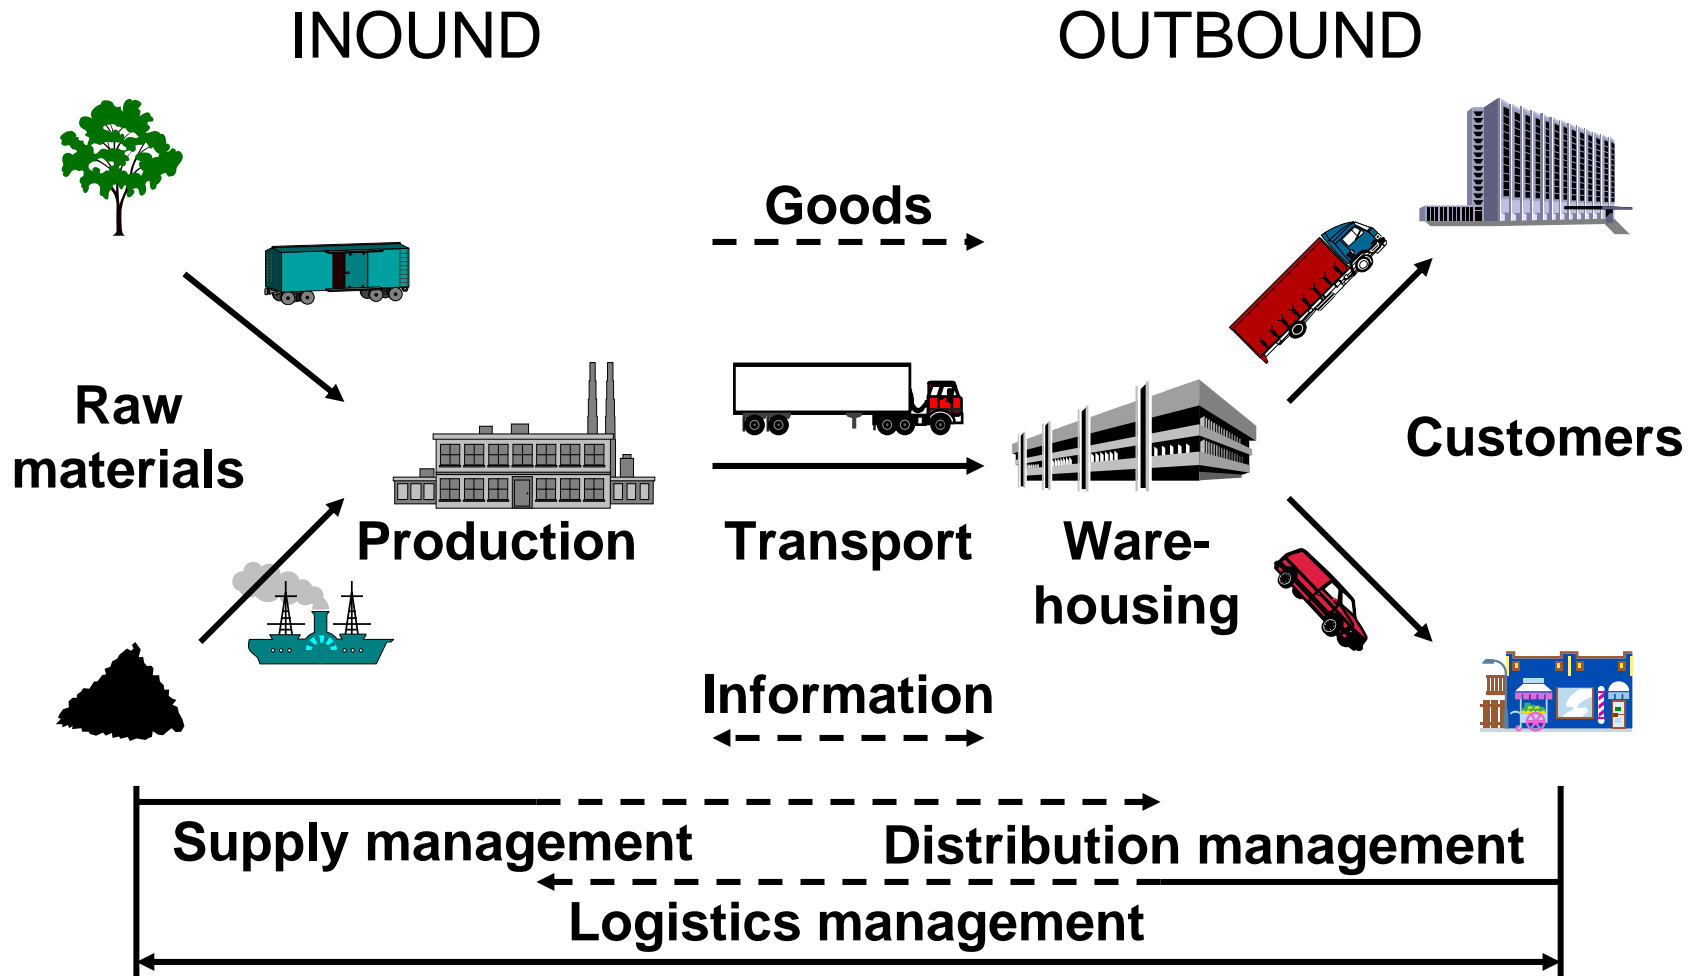 INOUND
OUTBOUND
Goods
Raw
materials
Customers
Production
Transport
Ware-
housing
Information
Supply management
Distribution management
Logistics management